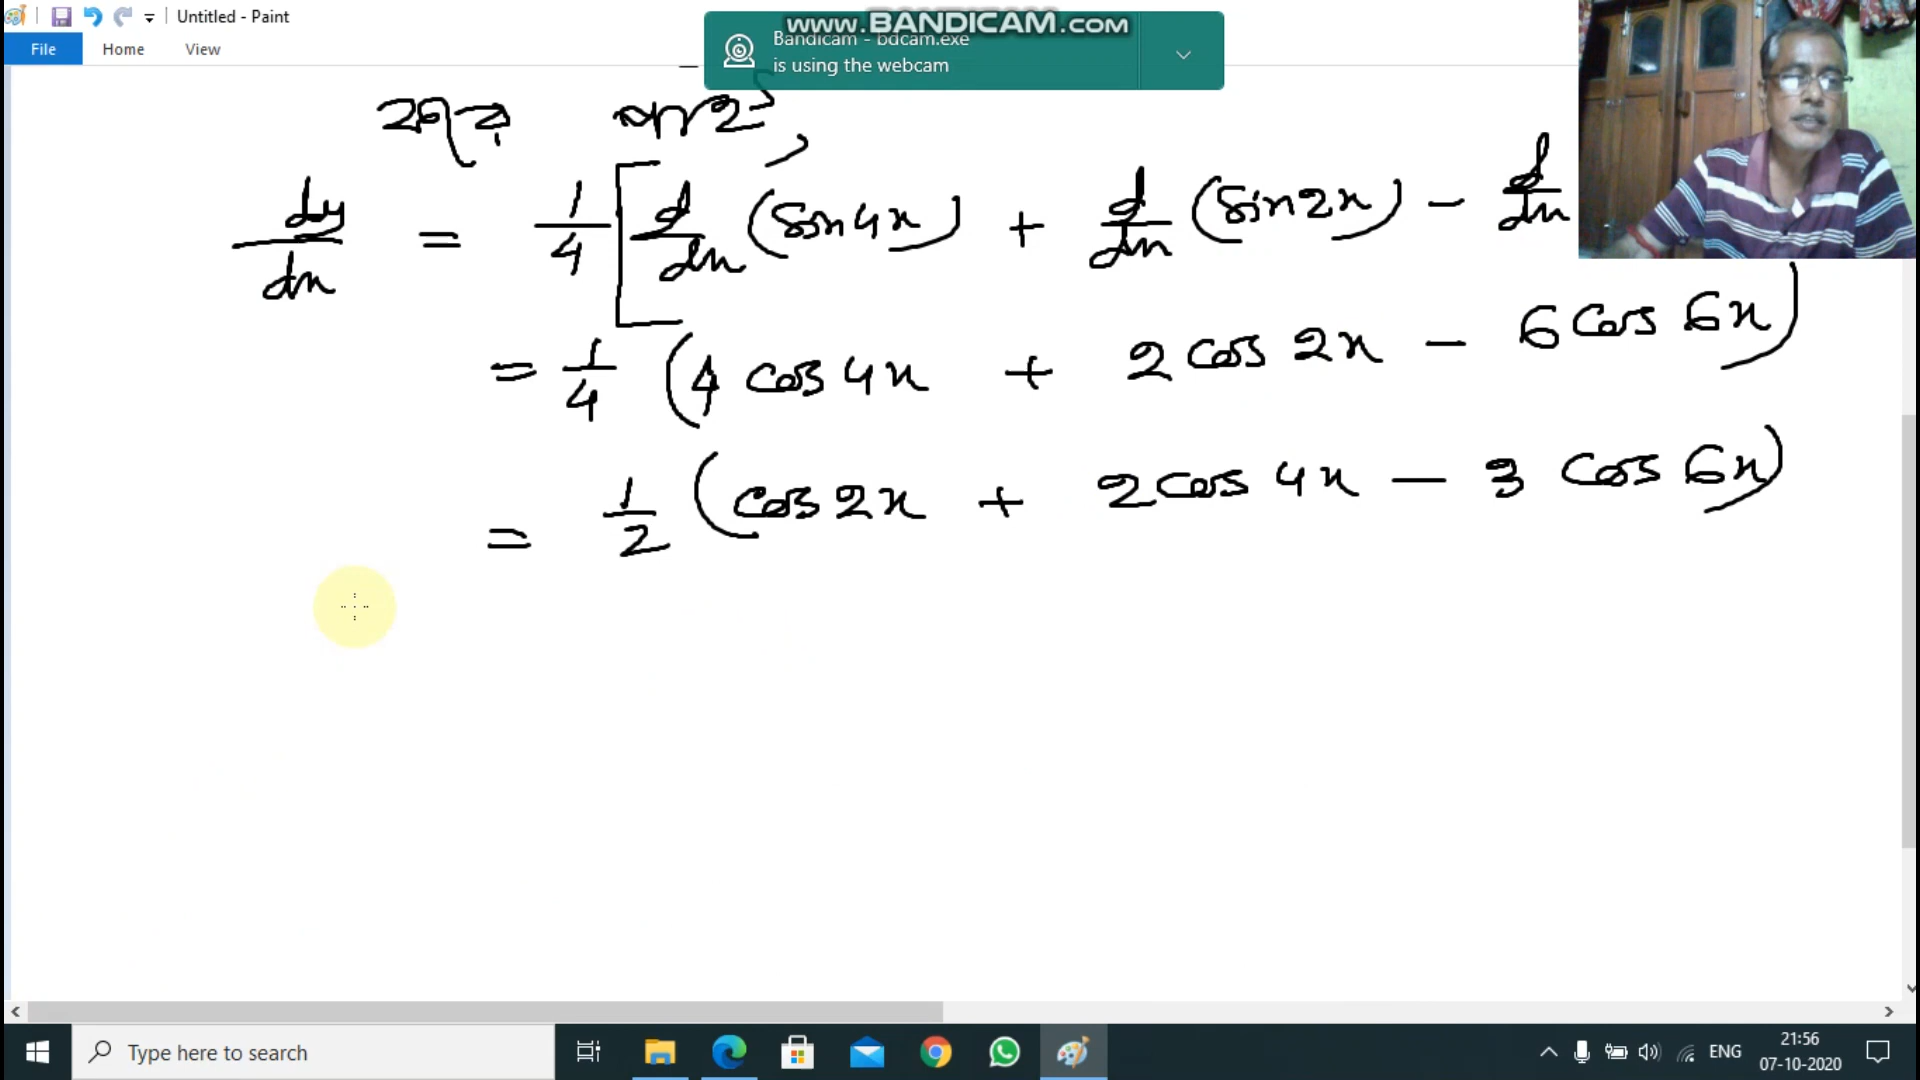 Untitled - Paint
www.BANDICAM.com
Bandicam - bdcam.exe
is using the webcam
File Home View
dy/dx = 1/4 [ d/dx (sin4x) + d/dx (sin2x) - d/dx
= 1/4 (4 cos 4x + 2 cos 2x - 6 cos 6x)
= 1/2 (cos 2x + 2 cos 4x - 3 cos 6x)
Type here to search
ENG
21:56
07-10-2020